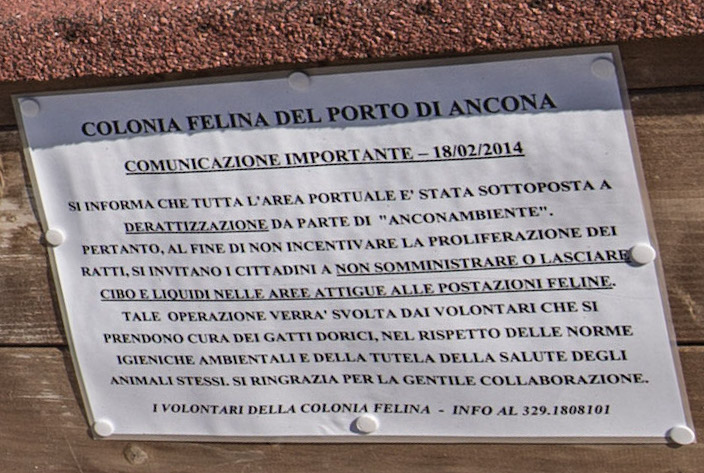 COLONIA FELINA DEL PORTO DI ANCONA
COMUNICAZIONE IMPORTANTE – 18/02/2014
SI INFORMA CHE TUTTA L'AREA PORTUALE E' STATA SOTTOPOSTA A
DERATTIZZAZIONE DA PARTE DI "ANCONAMBIENTE".
PERTANTO, AL FINE DI NON INCENTIVARE LA PROLIFERAZIONE DEI
RATTI, SI INVITANO I CITTADINI A NON SOMMINISTRARE O LASCIARE
CIBO E LIQUIDI NELLE AREE ATTIGUE ALLE POSTAZIONI FELINE.
TALE OPERAZIONE VERRA' SVOLTA DAI VOLONTARI CHE SI
PRENDONO CURA DEI GATTI DORICI, NEL RISPETTO DELLE NORME
IGIENICHE AMBIENTALI E DELLA TUTELA DELLA SALUTE DEGLI
ANIMALI STESSI. SI RINGRAZIA PER LA GENTILE COLLABORAZIONE.
I VOLONTARI DELLA COLONIA FELINA - INFO AL 329.1808101